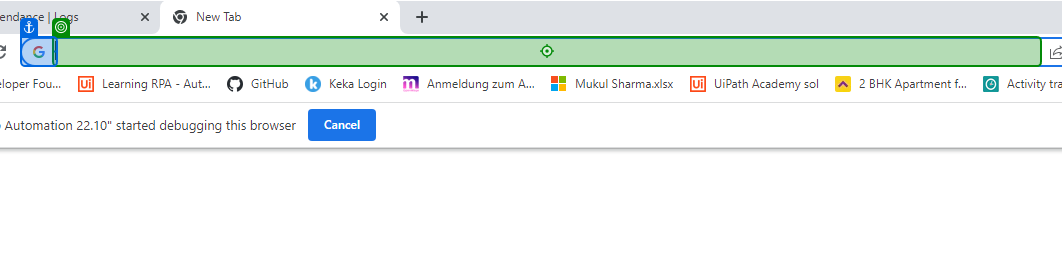 endance | Logs New Tab
eloper Fou... Learning RPA - Aut... GitHub Keka Login Anmeldung zum A... Mukul Sharma.xlsx UiPath Academy sol 2 BHK Apartment f... Activity tra
Automation 22.10" started debugging this browser Cancel